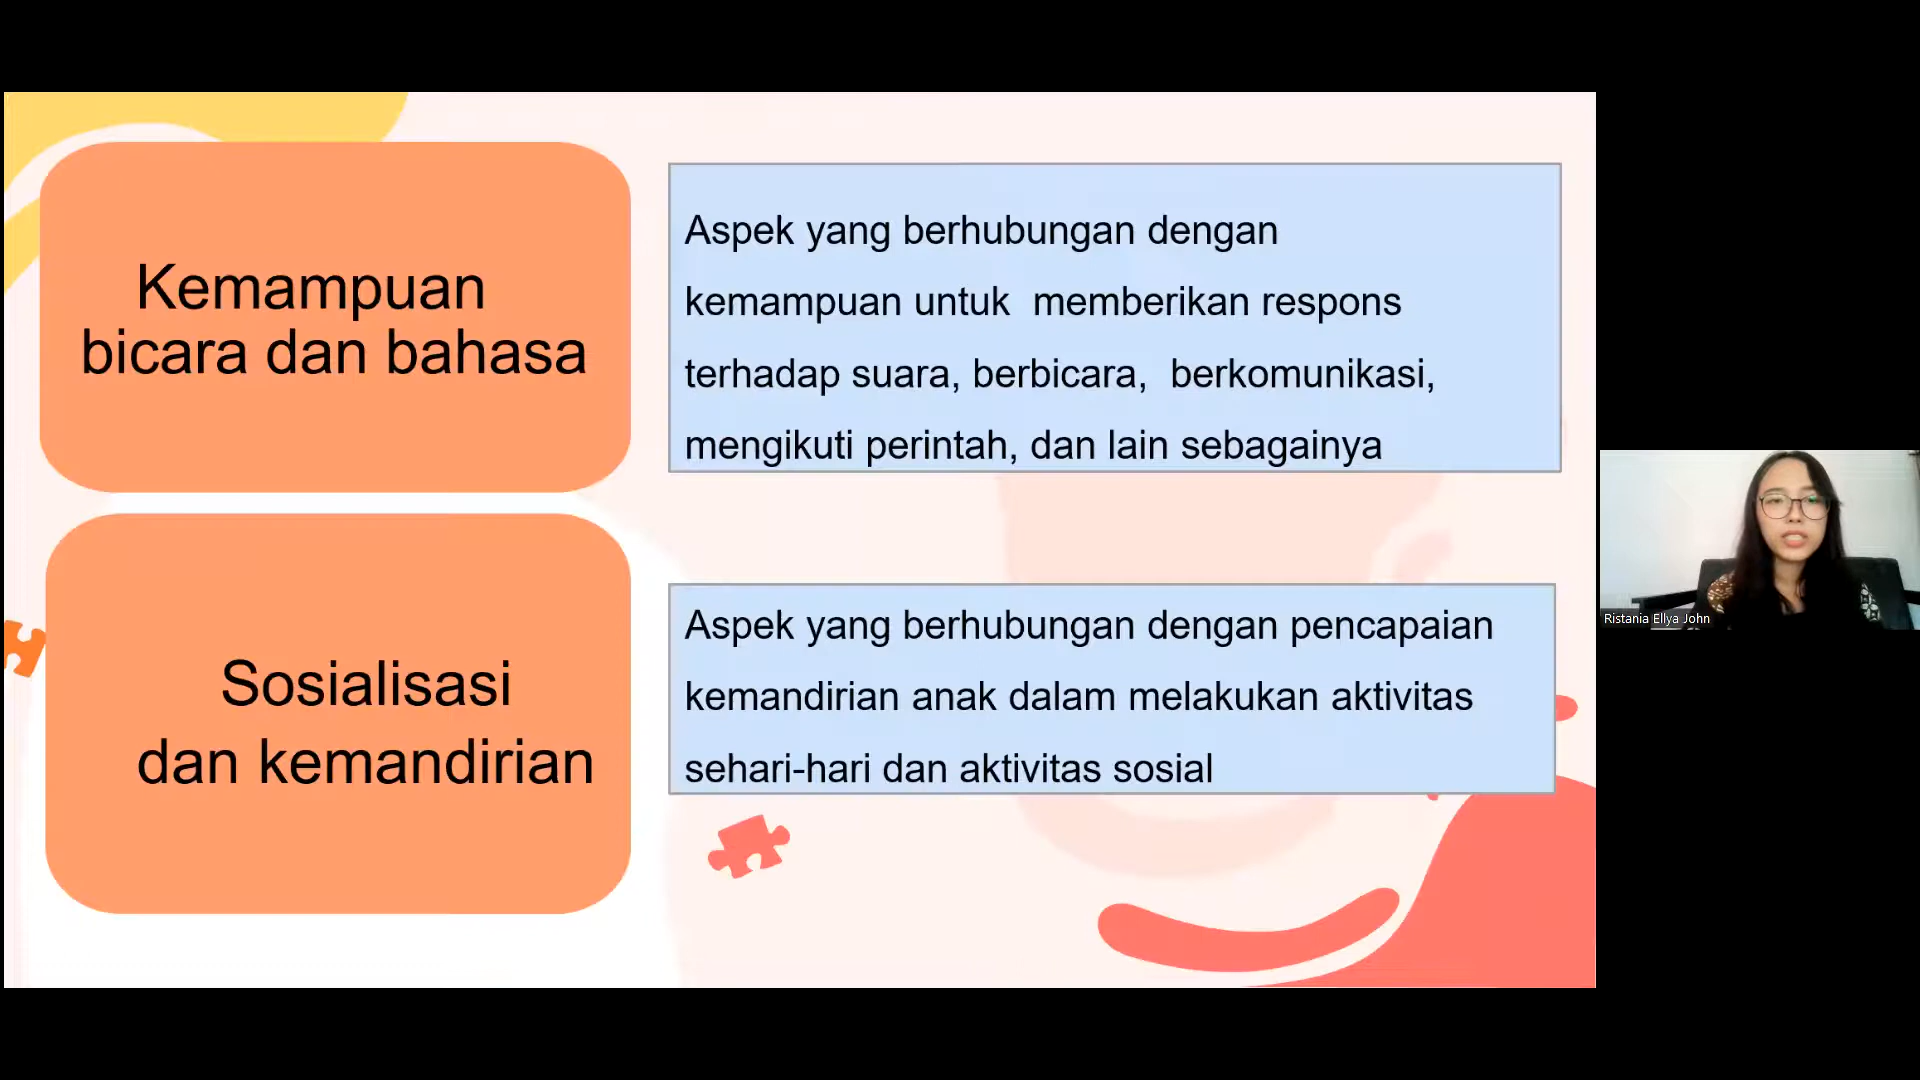 Kemampuan
bicara dan bahasa
Aspek yang berhubungan dengan
kemampuan untuk  memberikan respons
terhadap suara, berbicara,  berkomunikasi,
mengikuti perintah, dan lain sebagainya
Sosialisasi
dan kemandirian
Aspek yang berhubungan dengan pencapaian
kemandirian anak dalam melakukan aktivitas
sehari-hari dan aktivitas sosial
Ristania Ellya John